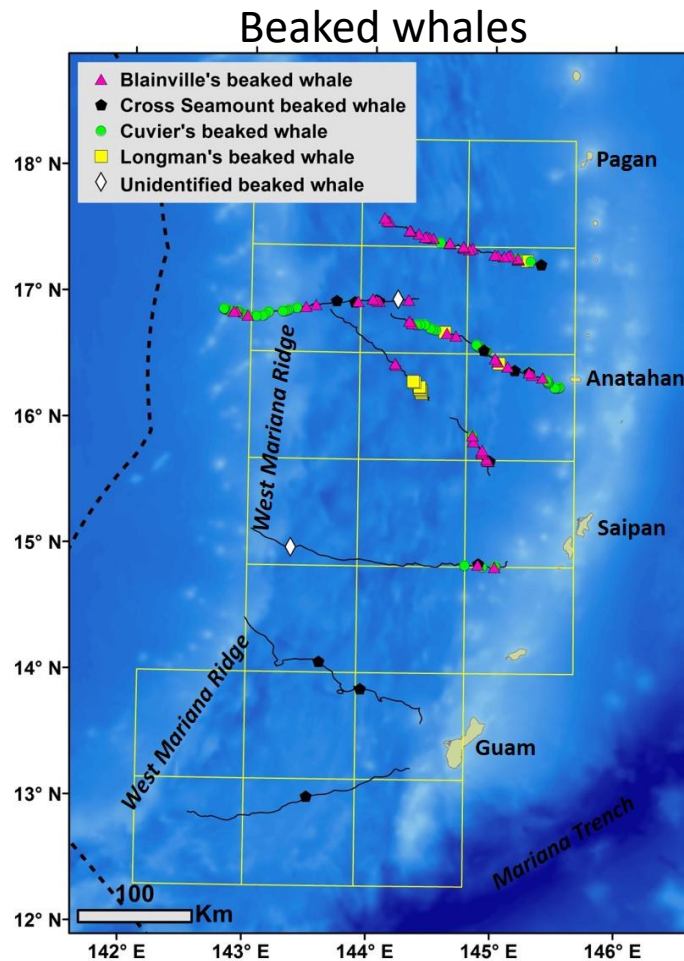 Beaked whales
Blainville's beaked whale
Cross Seamount beaked whale
Cuvier's beaked whale
Longman's beaked whale
Unidentified beaked whale
18° N
Pagan
17° N
West Mariana Ridge
Anatahan
16° N
15° N
Saipan
14° N
West Mariana Ridge
Guam
13° N
Mariana Trench
100
Km
12° N
142° E
143° E
144° E
145° E
146° E